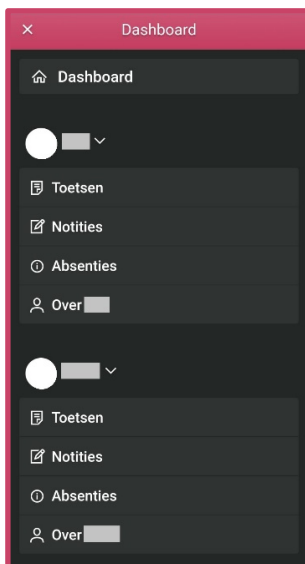 Dashboard
Dashboard
Toetsen
Notities
Absenties
Over
Toetsen
Notities
Absenties
Over